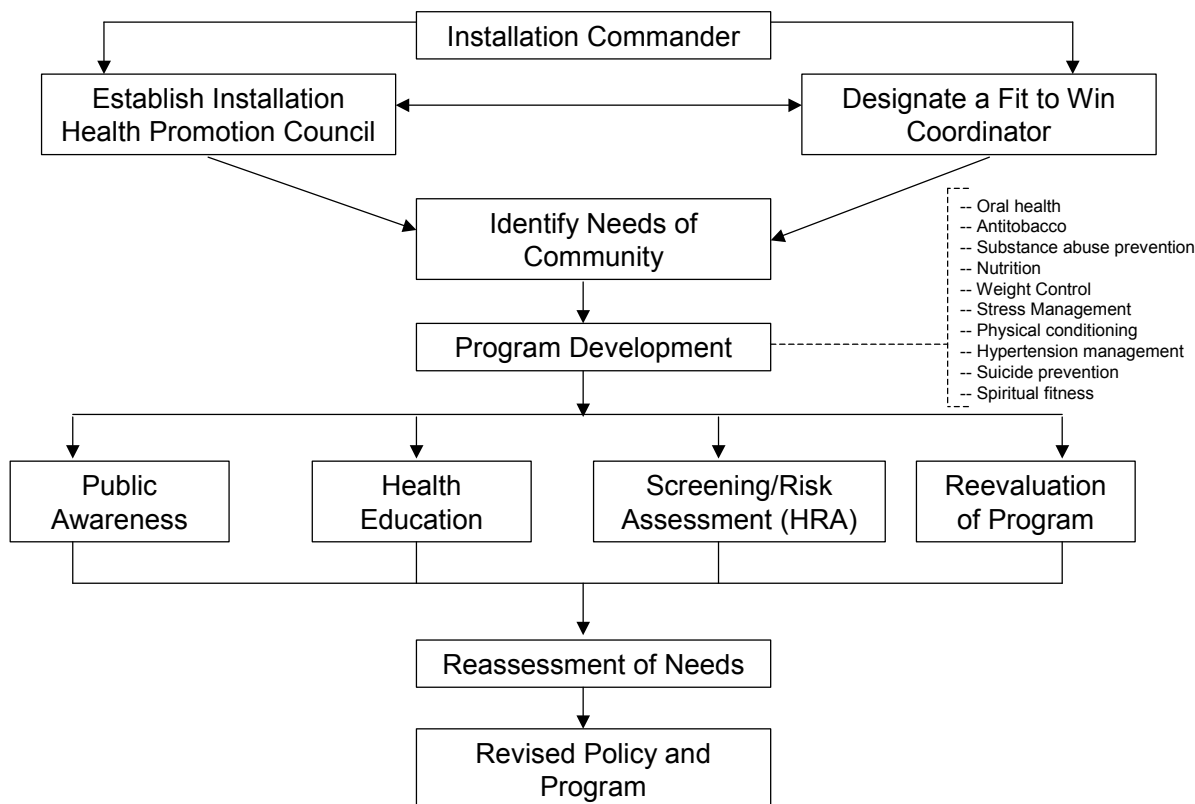 Installation Commander
Establish Installation
Health Promotion Council
Designate a Fit to Win
Coordinator
Identify Needs of
Community
-- Oral health
-- Antitobacco
-- Substance abuse prevention
-- Nutrition
-- Weight Control
-- Stress Management
-- Physical conditioning
-- Hypertension management
-- Suicide prevention
-- Spiritual fitness
Program Development
Public
Awareness
Health
Education
Screening/Risk
Assessment (HRA)
Reevaluation
of Program
Reassessment of Needs
Revised Policy and
Program